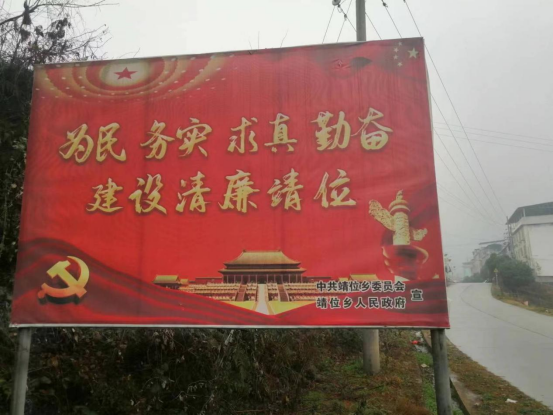 为民 务实 求真 勤奋
建设清廉靖位
中共靖位乡委员会
靖位乡人民政府 宣